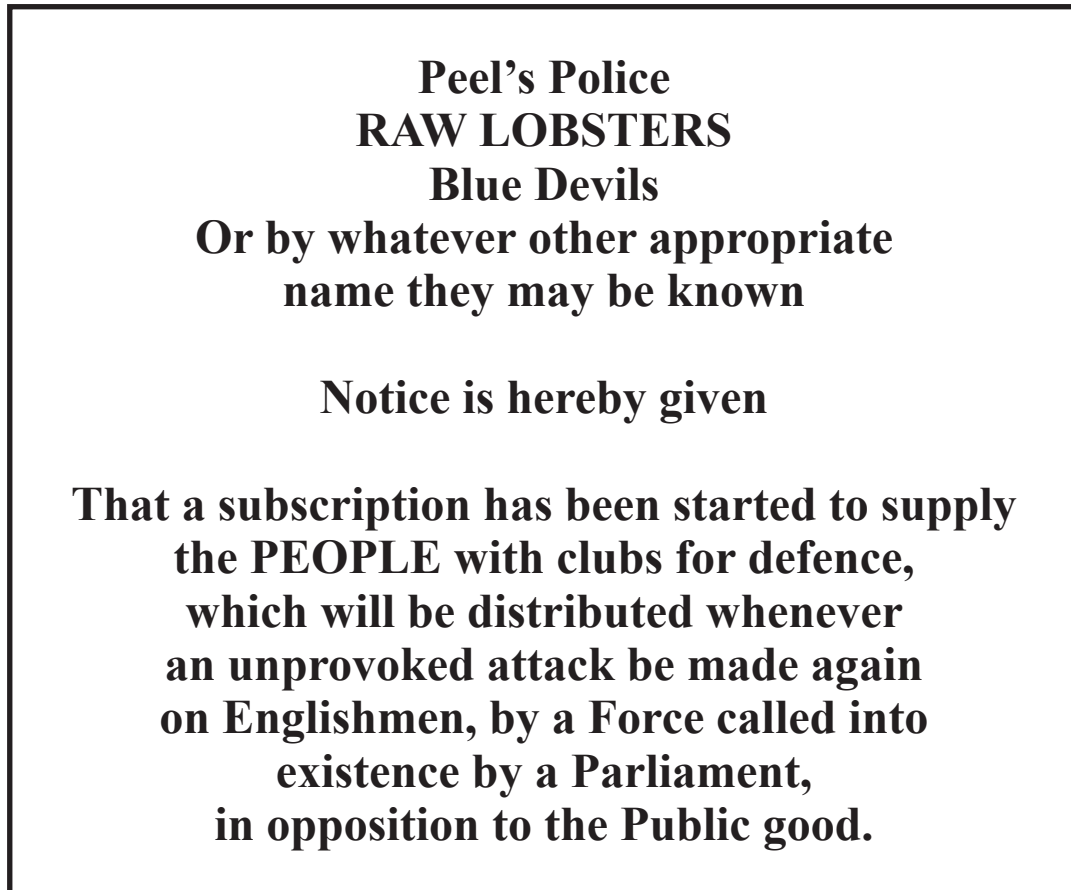 Peel’s Police
RAW LOBSTERS
Blue Devils
Or by whatever other appropriate
name they may be known
Notice is hereby given
That a subscription has been started to supply
the PEOPLE with clubs for defence,
which will be distributed whenever
an unprovoked attack be made again
on Englishmen, by a Force called into
existence by a Parliament,
in opposition to the Public good.